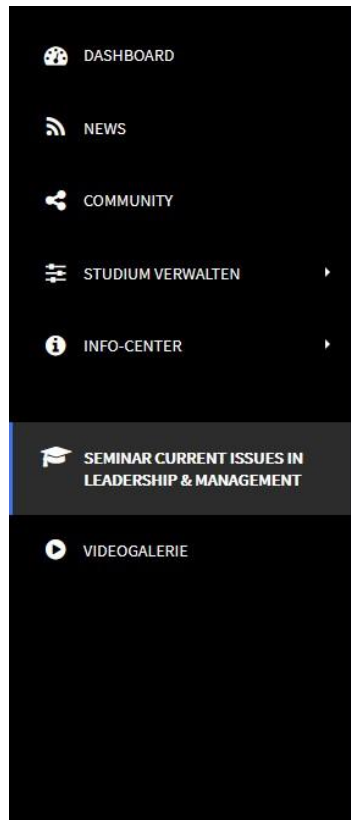 DASHBOARD
NEWS
COMMUNITY
STUDIUM VERWALTEN
INFO-CENTER
SEMINAR CURRENT ISSUES IN
LEADERSHIP & MANAGEMENT
VIDEOGALERIE